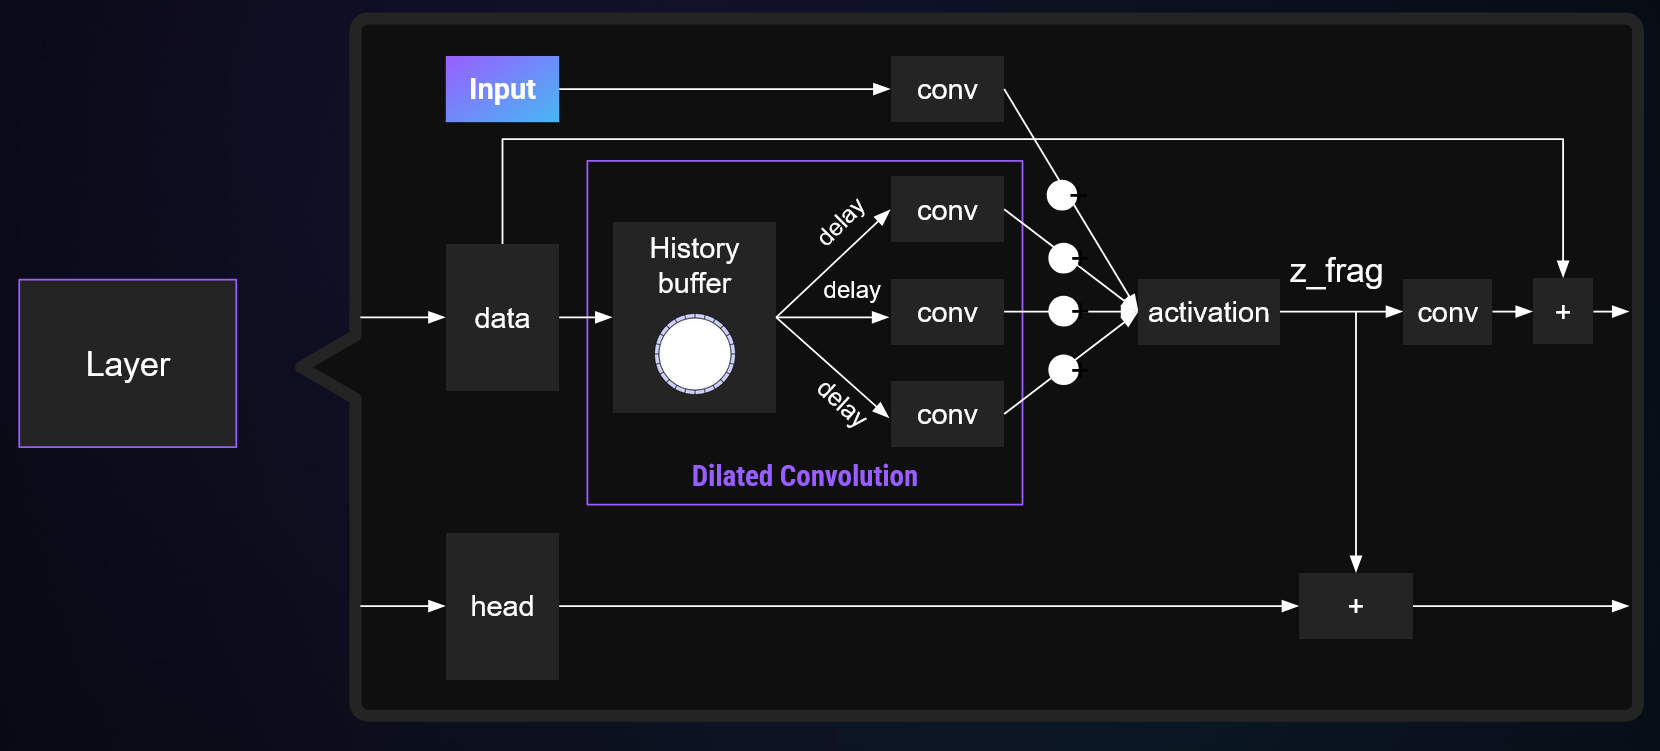 Layer
Input
conv
+
data
History
buffer
delay
conv
+
delay
conv
+
delay
conv
+
Dilated Convolution
activation
z_frag
conv
+
head
+